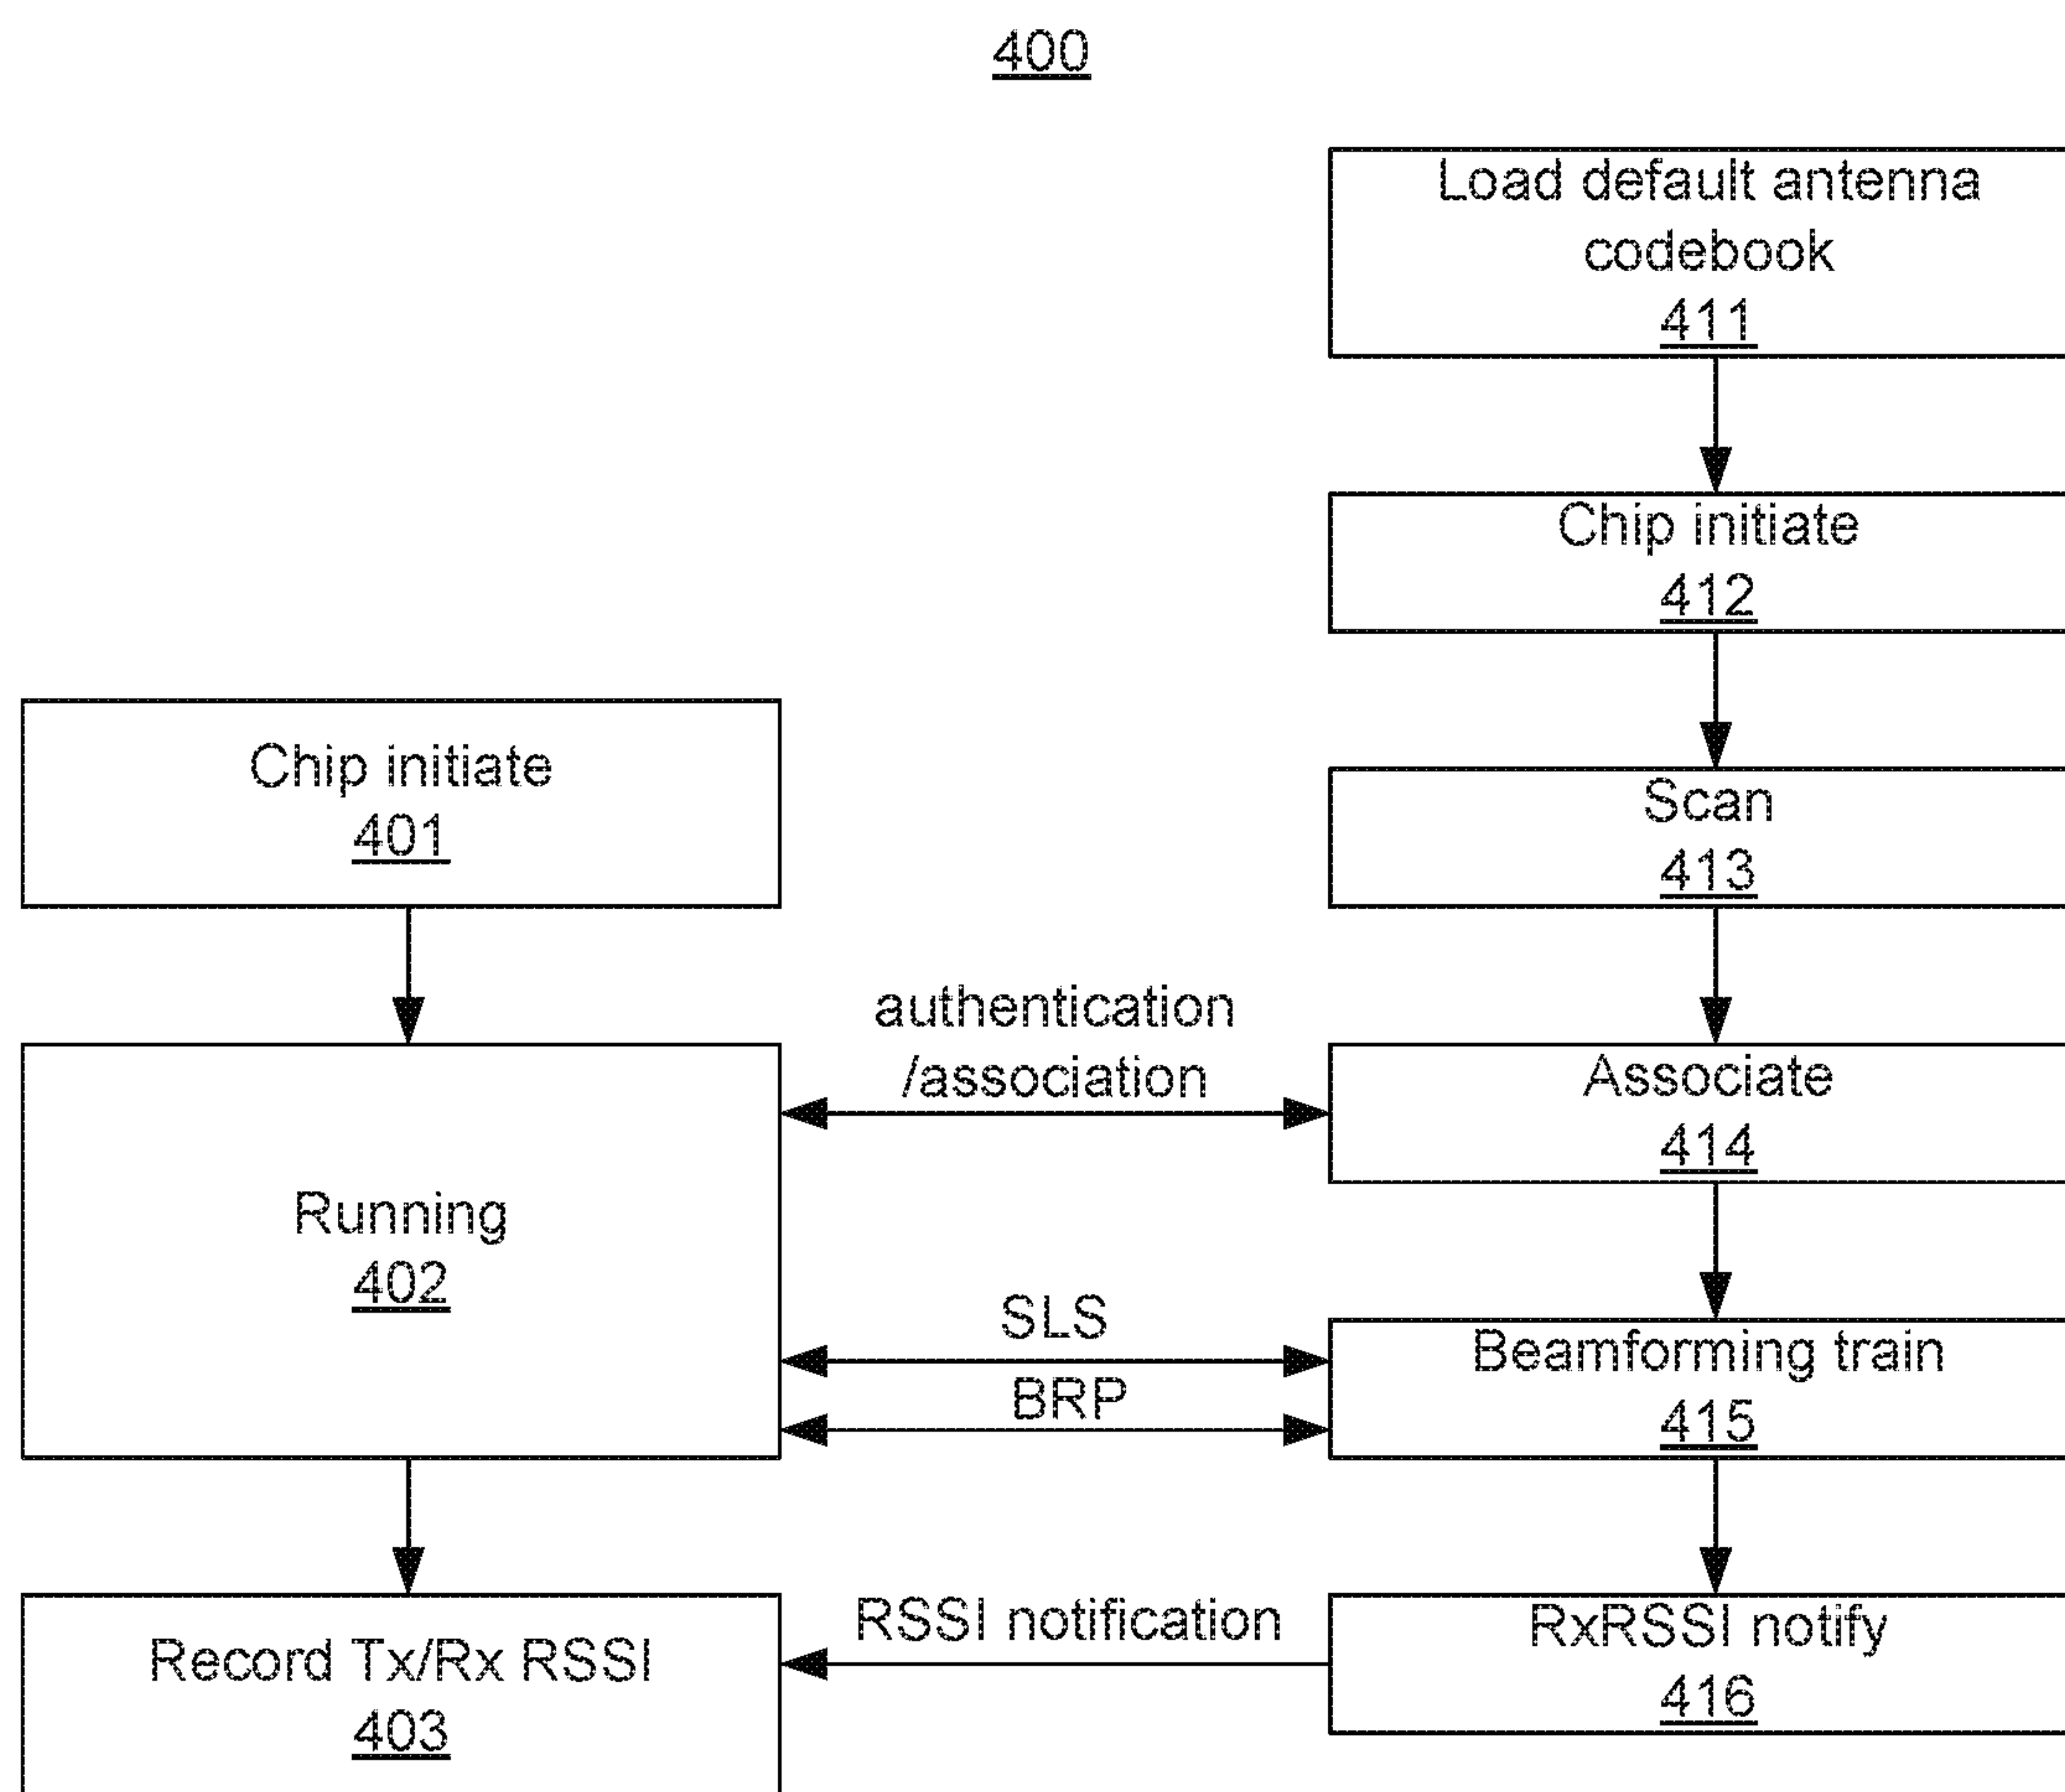 400
Load default antenna
codebook
411
Chip initiate
412
Chip initiate
401
Scan
413
authentication
/association
Associate
414
Running
402
SLS
BRP
Beamforming train
415
Record Tx/Rx RSSI
403
RSSI notification
RxRSSI notify
416